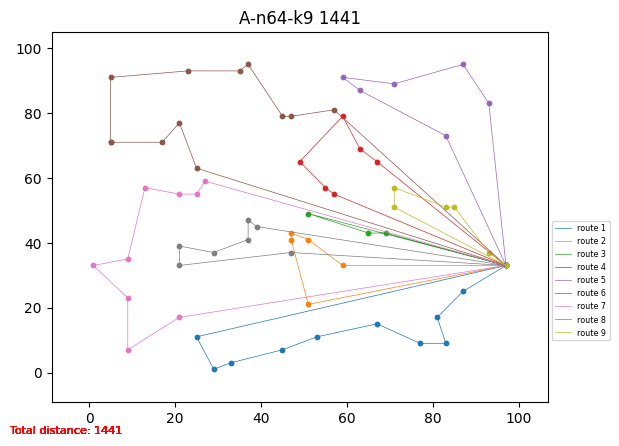 A-n64-k9 1441
100
80
60
40
20
0
0 20 40 60 80 100
route 1
route 2
route 3
route 4
route 5
route 6
route 7
route 8
route 9
Total distance: 1441